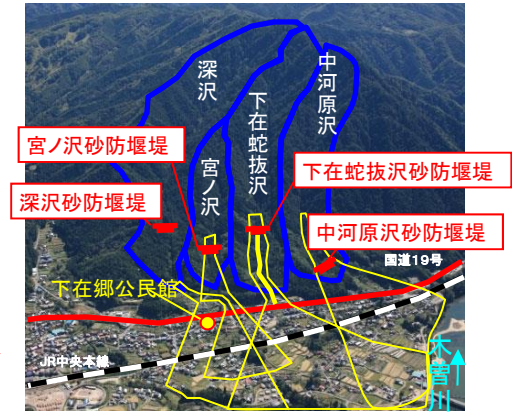 深沢
中河原沢
下在蛇抜沢
宮ノ沢
宮ノ沢砂防堰堤
下在蛇抜沢砂防堰堤
深沢砂防堰堤
中河原沢砂防堰堤
国道19号
下在郷公民館
JR中央本線
木曽川